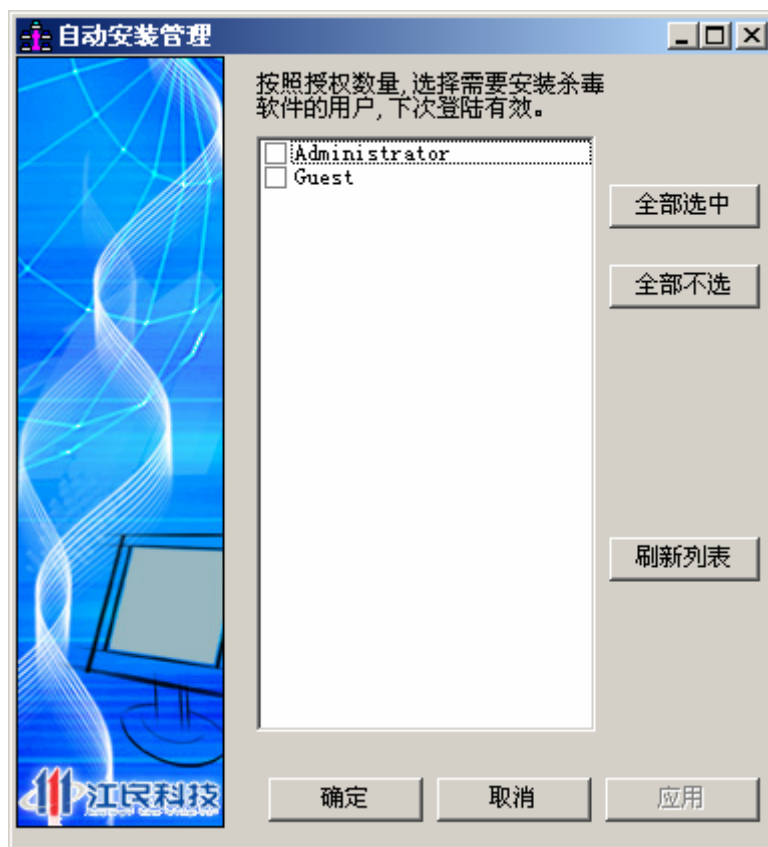 自动安装管理
按照授权数量,选择需要安装杀毒
软件的用户,下次登陆有效。
Administrator
Guest
全部选中
全部不选
刷新列表
江民科技
确定
取消
应用